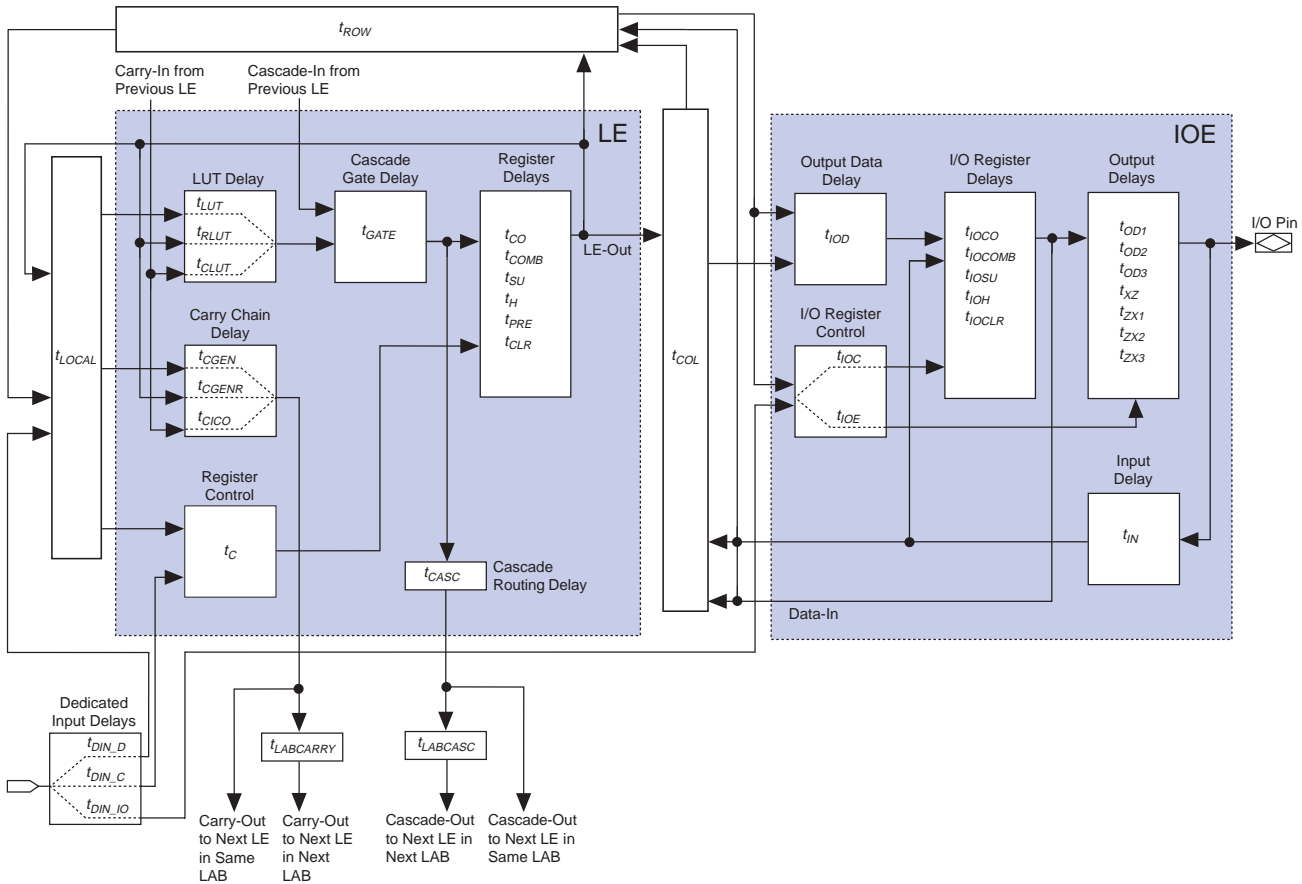 tROW
Carry-In from
Previous LE
Cascade-In from
Previous LE
LE
IOE
LUT Delay
tLUT
tRLUT
tCLUT
Cascade
Gate Delay
tGATE
Register
Delays
tCO
tCOMB
tSU
tH
tPRE
tCLR
LE-Out
Carry Chain
Delay
tCGEN
tCGENR
tCICO
tLOCAL
Register
Control
tC
tCASC
Cascade
Routing Delay
tCOL
Output Data
Delay
tIOD
I/O Register
Control
tIOC
tIOE
I/O Register
Delays
tIOCO
tIOCOMB
tIOSU
tIOH
tIOCLR
Output
Delays
tOD1
tOD2
tOD3
tXZ
tZX1
tZX2
tZX3
I/O Pin
Input
Delay
tIN
Data-In
Dedicated
Input Delays
tDIN_D
tDIN_C
tDIN_IO
tLABCARRY
tLABCASC
Carry-Out
to Next LE
in Same
LAB
Carry-Out
to Next LE
in Next
LAB
Cascade-Out
to Next LE in
Next LAB
Cascade-Out
to Next LE in
Same LAB